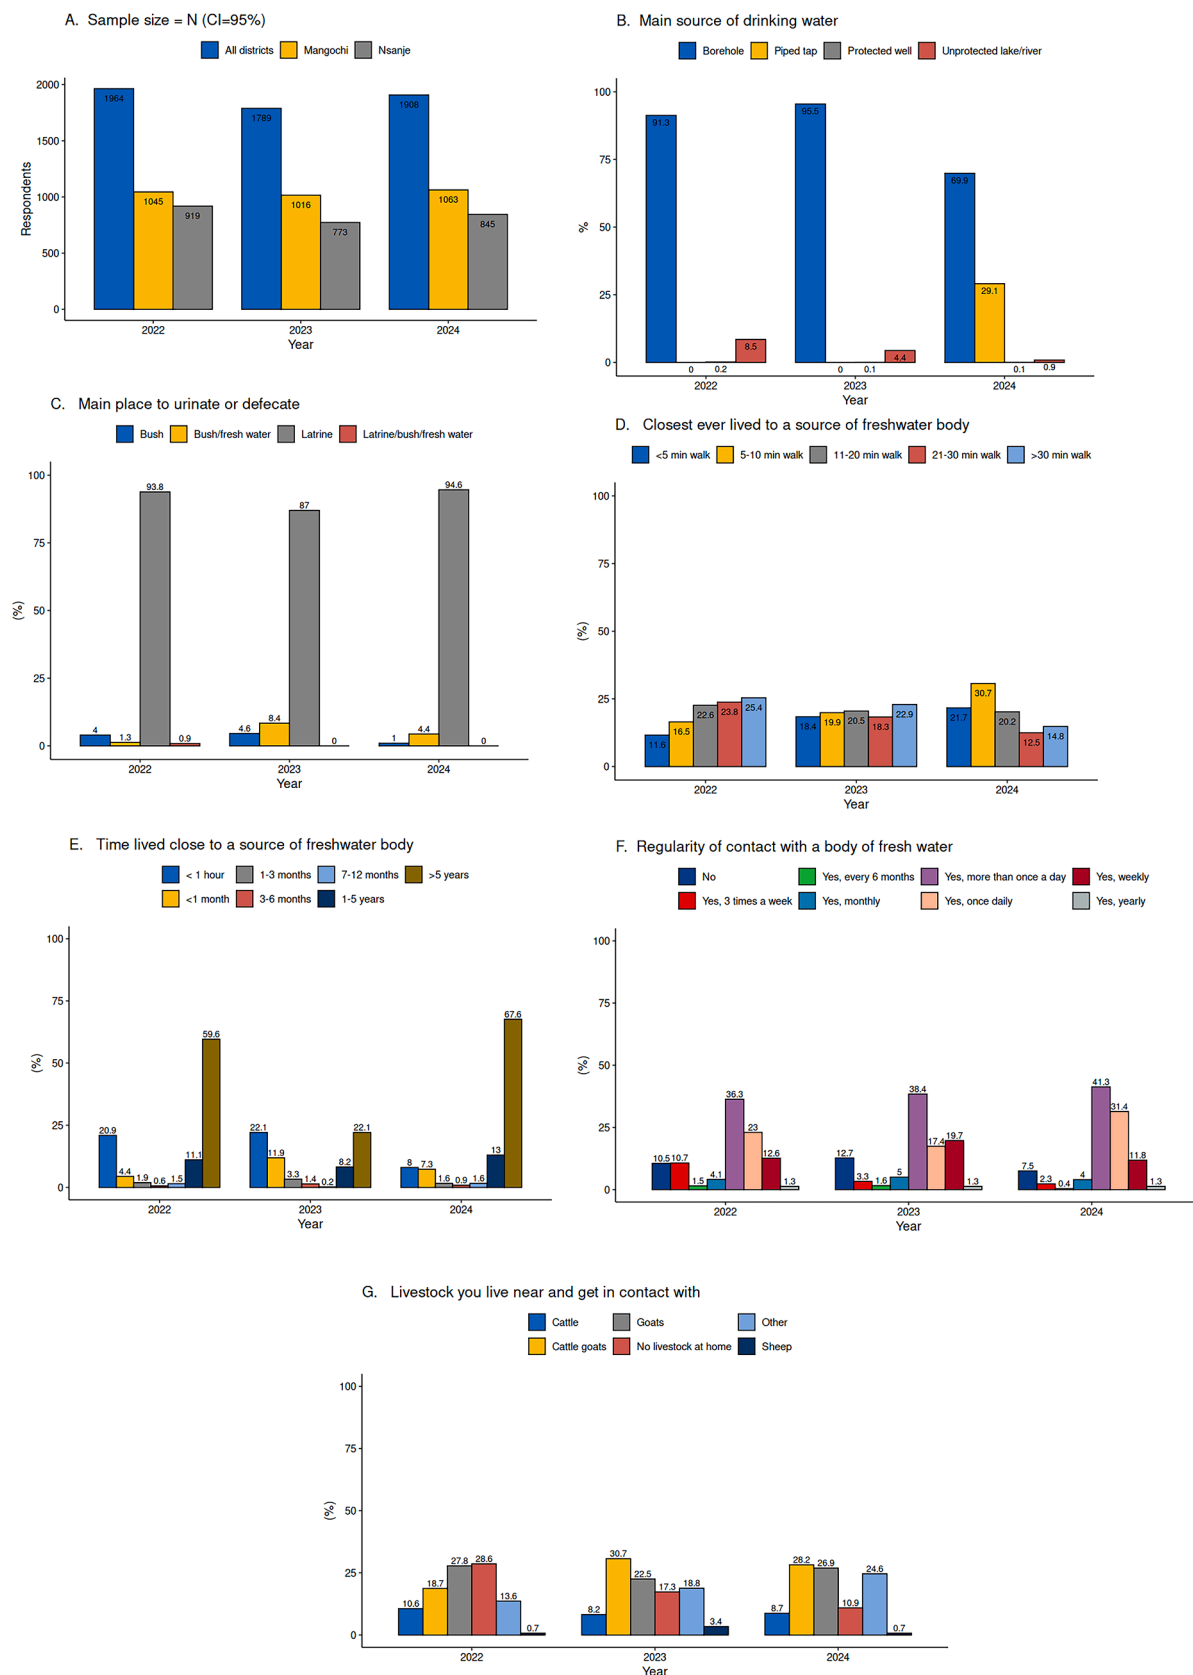 A. Sample size = N (CI=95%)
All districts Mangochi Nsanje
2000
1500
1000
500
0
Respondents
1964 1045 919
1789 1016 773
1908 1063 845
2022 2023 2024
Year
B. Main source of drinking water
Borehole Piped tap Protected well Unprotected lake/river
100
75
50
25
0
%
91.3 0 0.2 8.5
95.5 0 0.1 4.4
69.9 29.1 0.1 0.9
2022 2023 2024
Year
C. Main place to urinate or defecate
Bush Bush/fresh water Latrine Latrine/bush/fresh water
100
75
50
25
0
(%)
4 1.3 93.8 0.9
4.6 8.4 87 0
1 4.4 94.6 0
2022 2023 2024
Year
D. Closest ever lived to a source of freshwater body
<5 min walk 5-10 min walk 11-20 min walk 21-30 min walk >30 min walk
100
75
50
25
0
(%)
11.6 16.5 22.6 23.8 25.4
18.4 19.9 20.5 18.3 22.9
21.7 30.7 20.2 12.5 14.8
2022 2023 2024
Year
E. Time lived close to a source of freshwater body
< 1 hour 1-3 months 7-12 months >5 years
<1 month 3-6 months 1-5 years
100
75
50
25
0
(%)
20.9 4.4 1.9 0.6 1.5 11.1 59.6
22.1 11.9 3.3 1.4 0.2 8.2 22.1
8 7.3 1.6 0.9 1.6 13 67.6
2022 2023 2024
Year
F. Regularity of contact with a body of fresh water
No Yes, every 6 months Yes, more than once a day Yes, weekly
Yes, 3 times a week Yes, monthly Yes, once daily Yes, yearly
100
75
50
25
0
(%)
10.5 10.7 1.5 4.1 36.3 23 12.6 1.3
12.7 3.3 1.6 5 38.4 17.4 19.7 1.3
7.5 2.3 0.4 4 41.3 31.4 11.8 1.3
2022 2023 2024
Year
G. Livestock you live near and get in contact with
Cattle Goats Other
Cattle goats No livestock at home Sheep
100
75
50
25
0
(%)
10.6 18.7 27.8 28.6 13.6 0.7
8.2 30.7 22.5 17.3 18.8 3.4
8.7 28.2 26.9 10.9 24.6 0.7
2022 2023 2024
Year